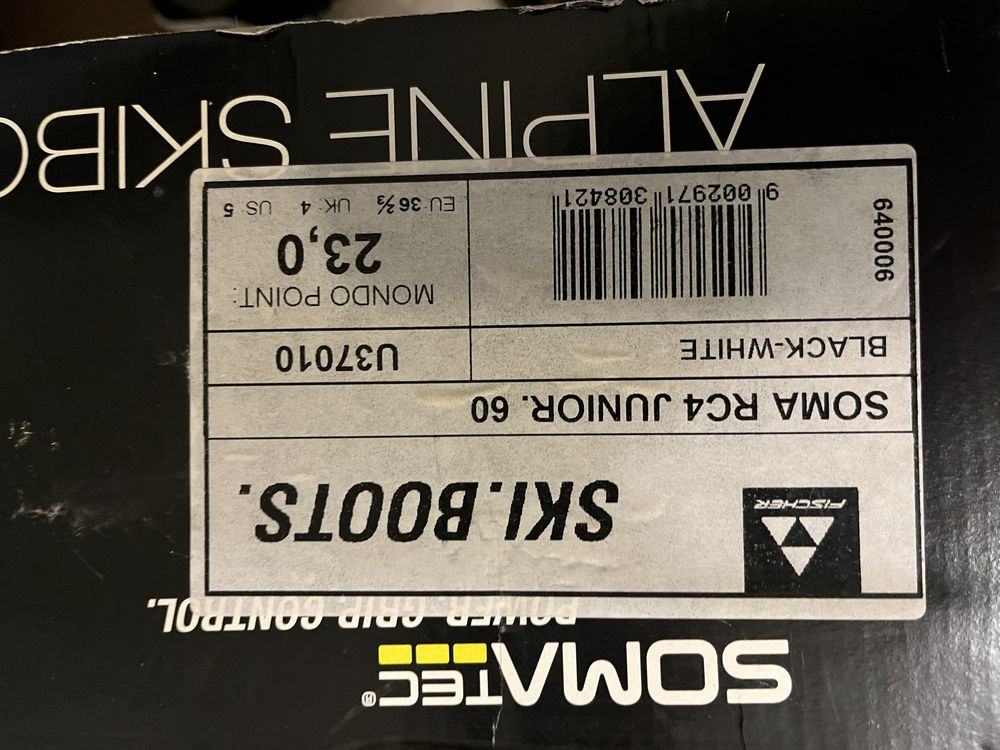 SOMATEC®
POWER. GRIP. CONTROL.
FISCHER
SKI.BOOTS.
SOMA RC4 JUNIOR. 60
BLACK-WHITE
U37010
640006
9 002971 308421
MONDO POINT:
23,0
EU: 36⅔ UK: 4 US: 5
ALPINE SKIBO